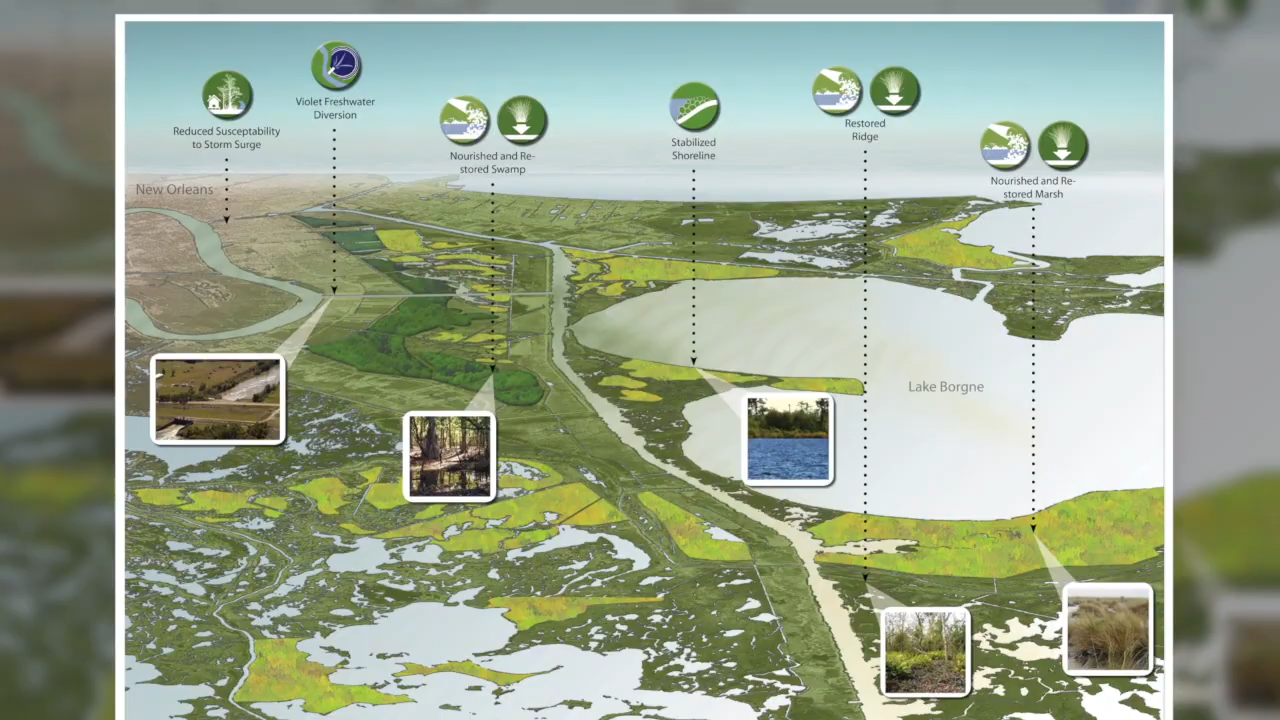 Violet Freshwater
Diversion
Reduced Susceptability
to Storm Surge
Nourished and Re-
stored Swamp
Stabilized
Shoreline
Restored
Ridge
Nourished and Re-
stored Marsh
New Orleans
Lake Borgne